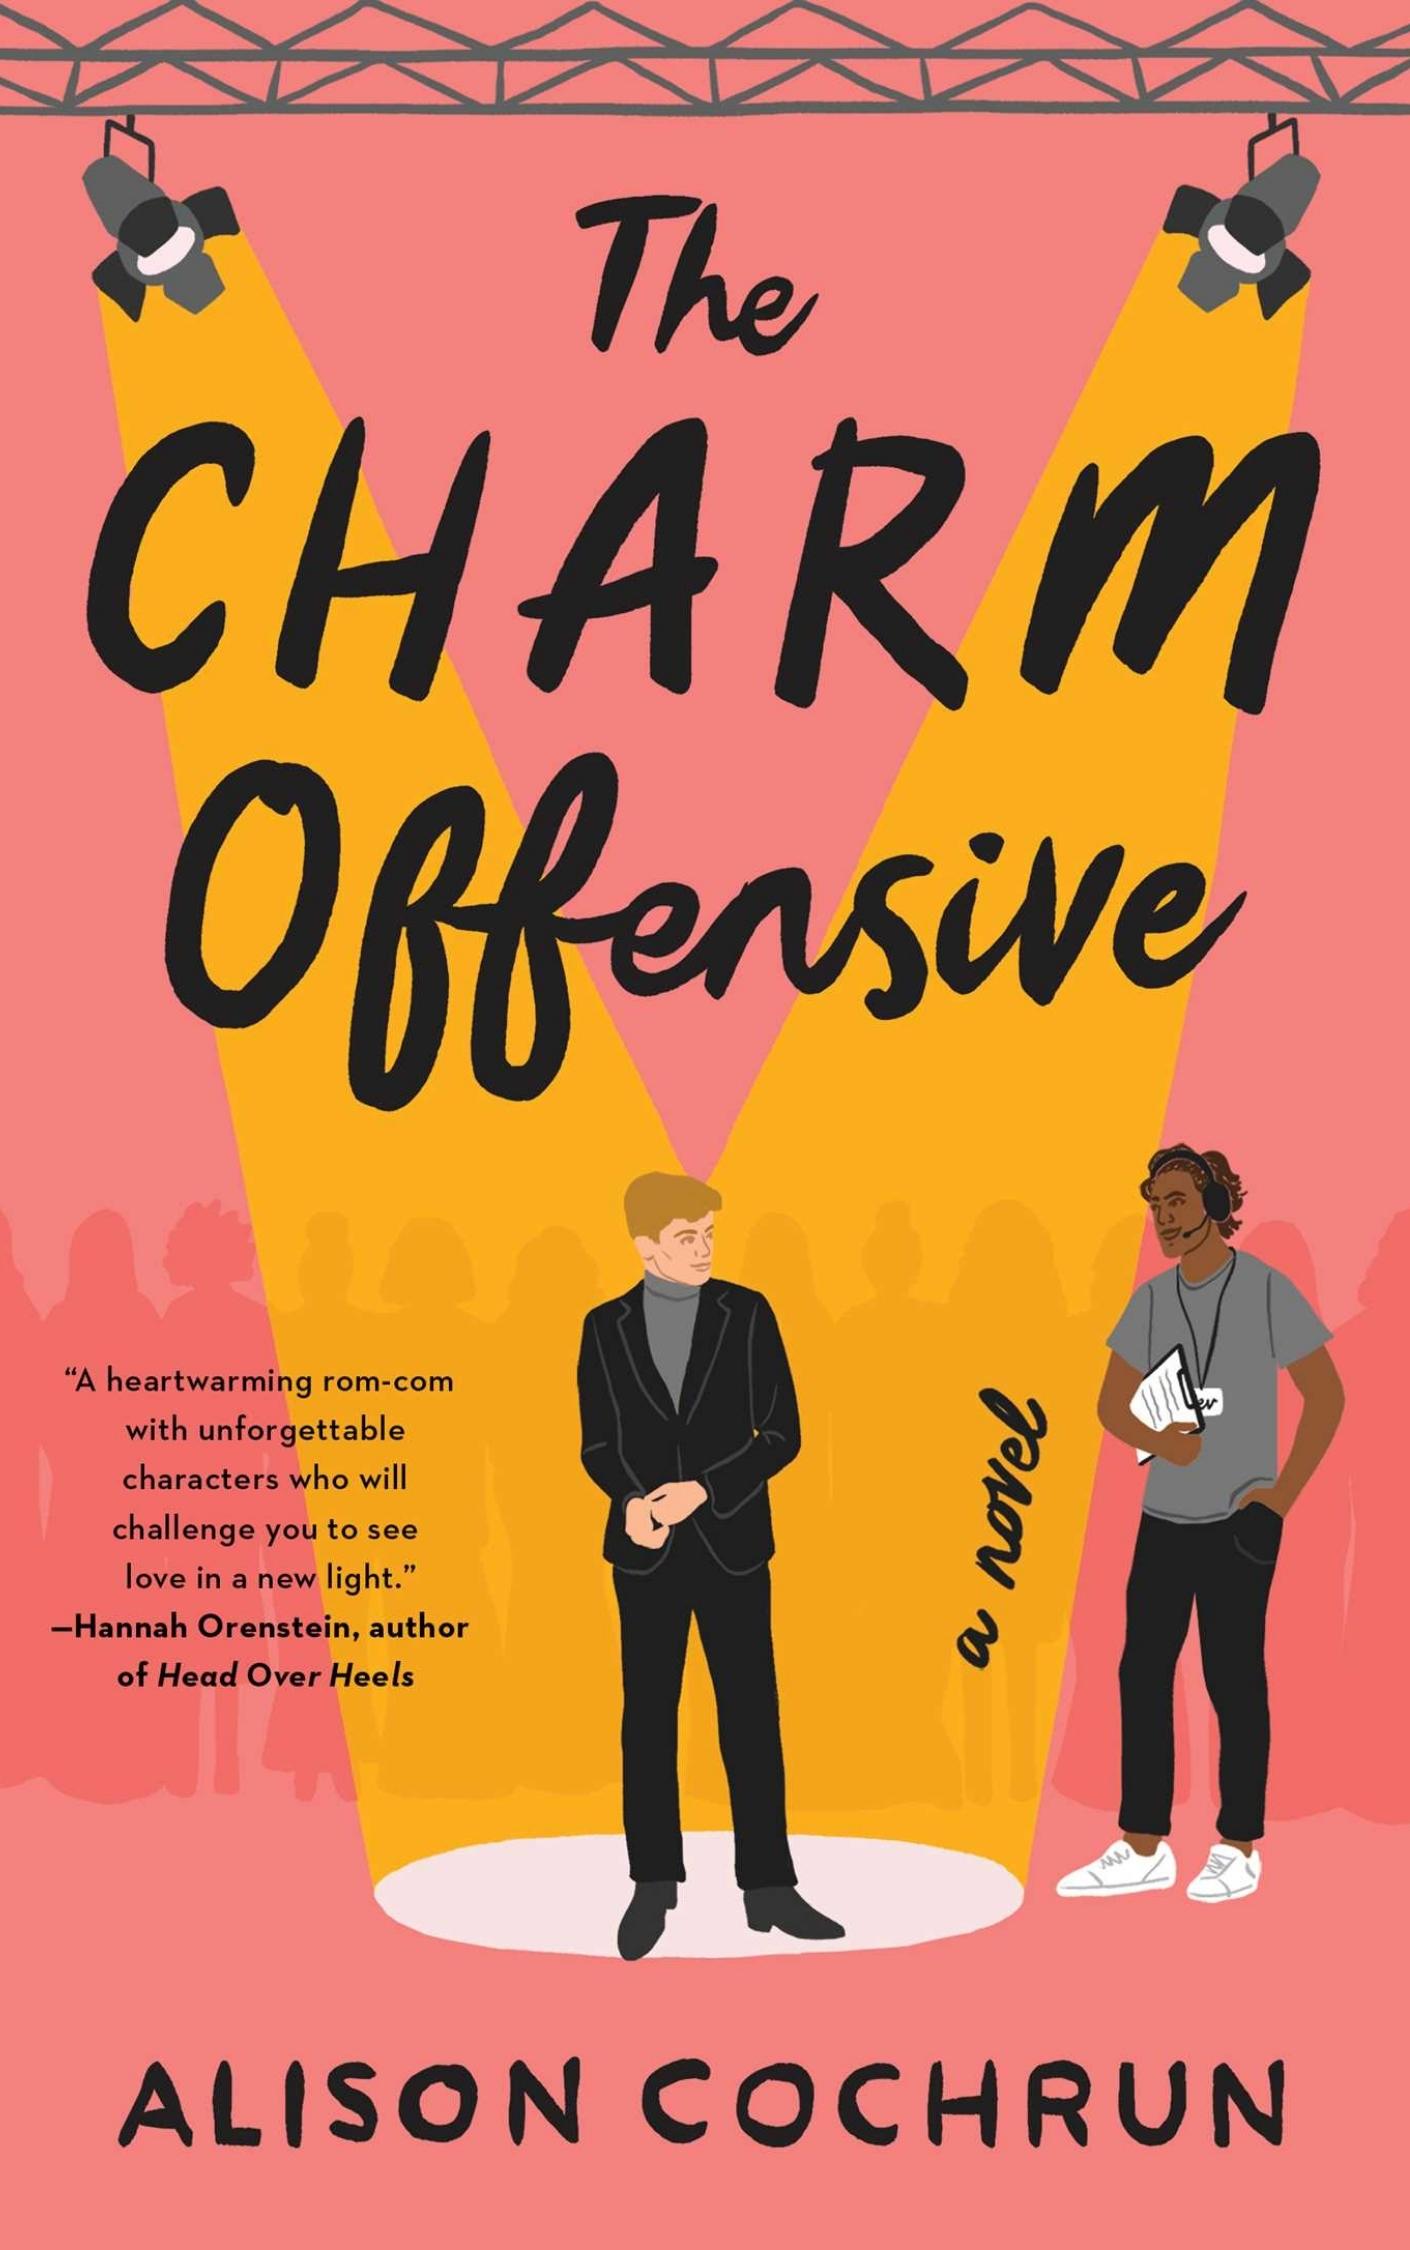 The
CHARM
Offensive
“A heartwarming rom-com
with unforgettable
characters who will
challenge you to see
love in a new light.”
—Hannah Orenstein, author
of Head Over Heels
a novel
ev
ALISON COCHRUN